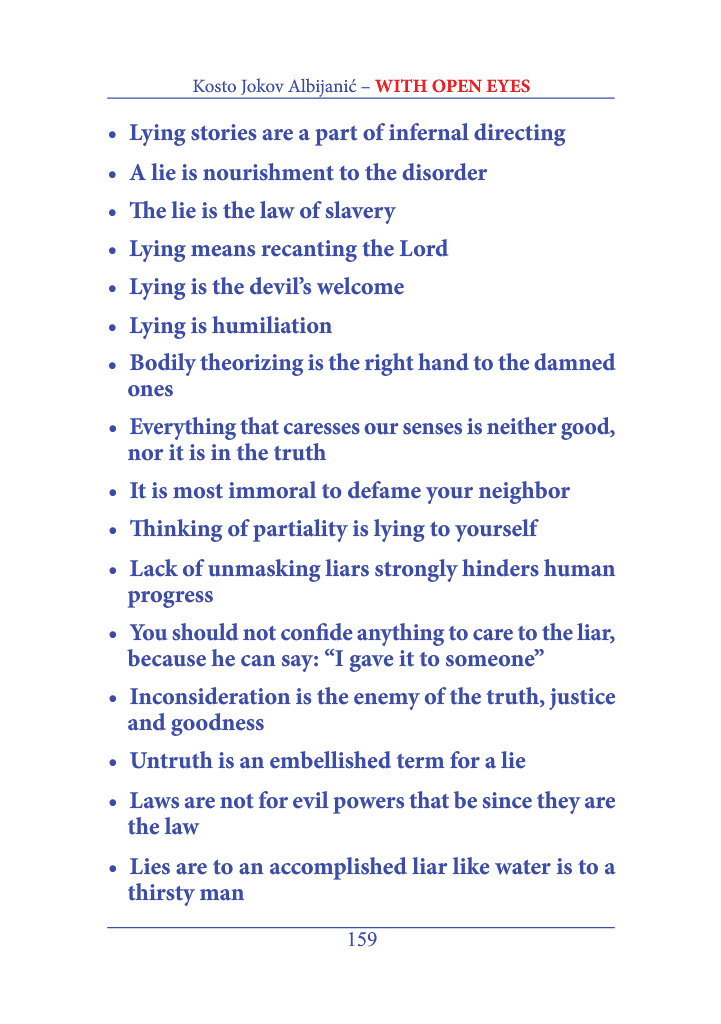 Kosto Jokov Albijanić – WITH OPEN EYES
• Lying stories are a part of infernal directing
• A lie is nourishment to the disorder
• The lie is the law of slavery
• Lying means recanting the Lord
• Lying is the devil’s welcome
• Lying is humiliation
• Bodily theorizing is the right hand to the damned
ones
• Everything that caresses our senses is neither good,
nor it is in the truth
• It is most immoral to defame your neighbor
• Thinking of partiality is lying to yourself
• Lack of unmasking liars strongly hinders human
progress
• You should not confide anything to care to the liar,
because he can say: “I gave it to someone”
• Inconsideration is the enemy of the truth, justice
and goodness
• Untruth is an embellished term for a lie
• Laws are not for evil powers that be since they are
the law
• Lies are to an accomplished liar like water is to a
thirsty man
159